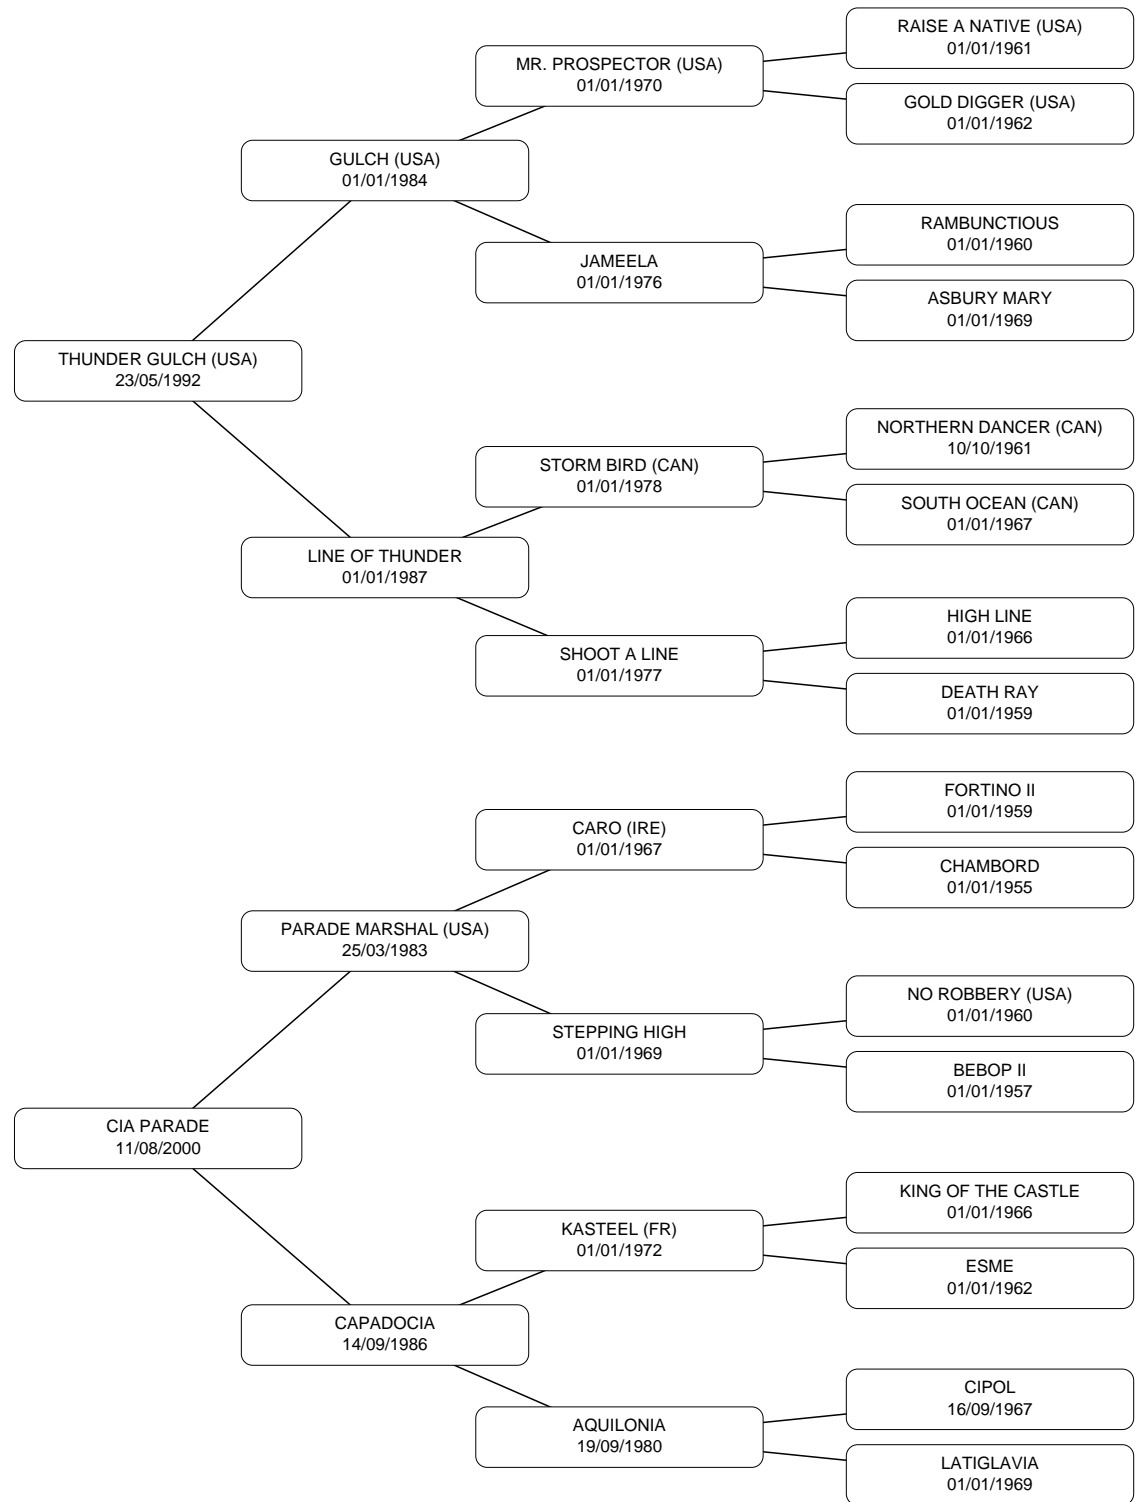 RAISE A NATIVE (USA)
01/01/1961
MR. PROSPECTOR (USA)
01/01/1970
GOLD DIGGER (USA)
01/01/1962
GULCH (USA)
01/01/1984
RAMBUNCTIOUS
01/01/1960
JAMEELA
01/01/1976
ASBURY MARY
01/01/1969
THUNDER GULCH (USA)
23/05/1992
NORTHERN DANCER (CAN)
10/10/1961
STORM BIRD (CAN)
01/01/1978
SOUTH OCEAN (CAN)
01/01/1967
LINE OF THUNDER
01/01/1987
HIGH LINE
01/01/1966
SHOOT A LINE
01/01/1977
DEATH RAY
01/01/1959
FORTINO II
01/01/1959
CARO (IRE)
01/01/1967
CHAMBORD
01/01/1955
PARADE MARSHAL (USA)
25/03/1983
NO ROBBERY (USA)
01/01/1960
STEPPING HIGH
01/01/1969
BEBOP II
01/01/1957
CIA PARADE
11/08/2000
KING OF THE CASTLE
01/01/1966
KASTEEL (FR)
01/01/1972
ESME
01/01/1962
CAPADOCIA
14/09/1986
CIPOL
16/09/1967
AQUILONIA
19/09/1980
LATIGLAVIA
01/01/1969